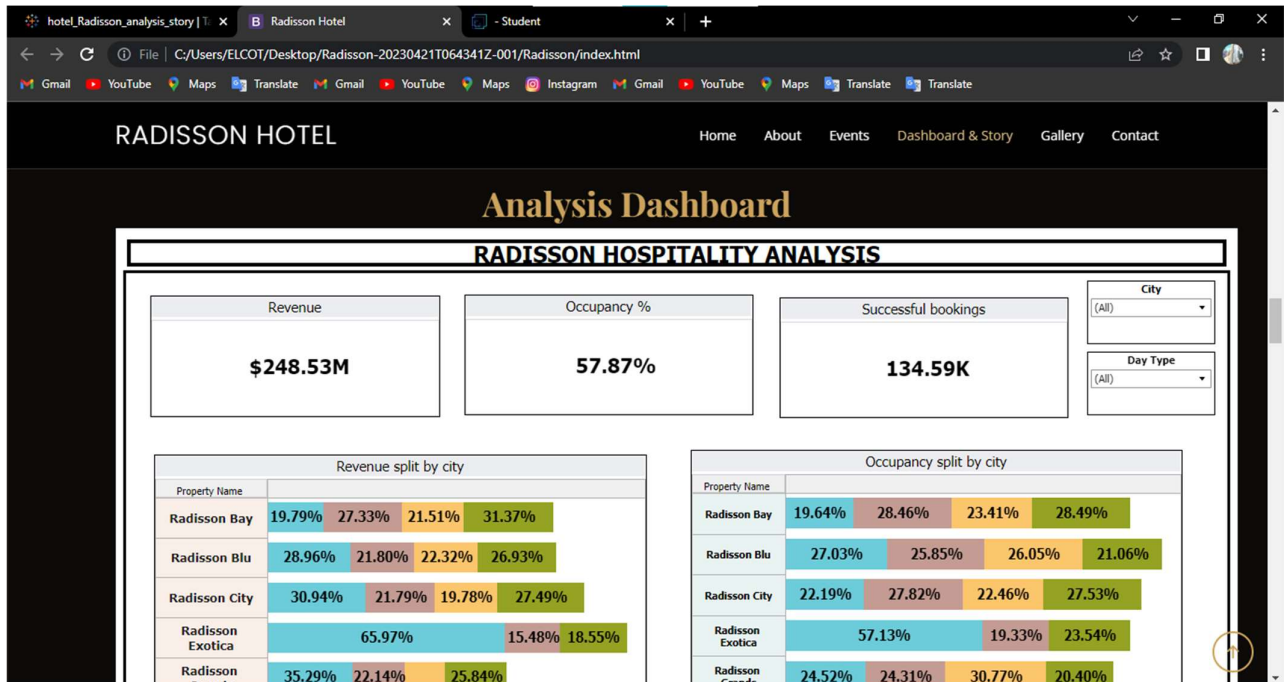 hotel_Radisson_analysis_story | Ta
B Radisson Hotel
- Student
File C:/Users/ELCOT/Desktop/Radisson-20230421T064341Z-001/Radisson/index.html
Gmail YouTube Maps Translate Gmail YouTube Maps Instagram Gmail YouTube Maps Translate Translate
RADISSON HOTEL
Home About Events Dashboard & Story Gallery Contact
Analysis Dashboard
RADISSON HOSPITALITY ANALYSIS
Revenue
$248.53M
Occupancy %
57.87%
Successful bookings
134.59K
City
(All)
Day Type
(All)
Revenue split by city
Property Name
Radisson Bay 19.79% 27.33% 21.51% 31.37%
Radisson Blu 28.96% 21.80% 22.32% 26.93%
Radisson City 30.94% 21.79% 19.78% 27.49%
Radisson
Exotica 65.97% 15.48% 18.55%
Radisson
35.29% 22.14% 25.84%
Occupancy split by city
Property Name
Radisson Bay 19.64% 28.46% 23.41% 28.49%
Radisson Blu 27.03% 25.85% 26.05% 21.06%
Radisson City 22.19% 27.82% 22.46% 27.53%
Radisson
Exotica 57.13% 19.33% 23.54%
Radisson
Grande 24.52% 24.31% 30.77% 20.40%